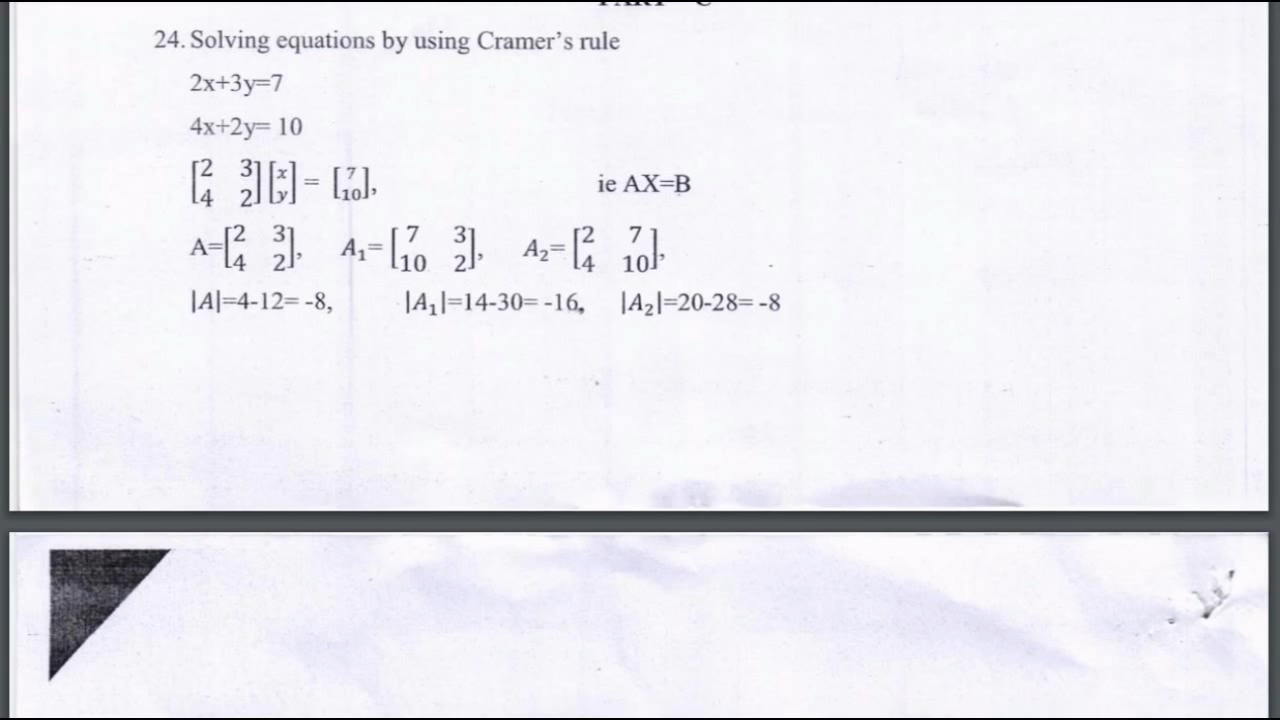 24. Solving equations by using Cramer's rule
2x+3y=7
4x+2y= 10
[2 3 4 2] [x y] = [7 10], ie AX=B
A=[2 3 4 2], A₁= [7 3 10 2], A₂= [2 7 4 10],
|A|=4-12= -8, |A₁|=14-30= -16, |A₂|=20-28= -8